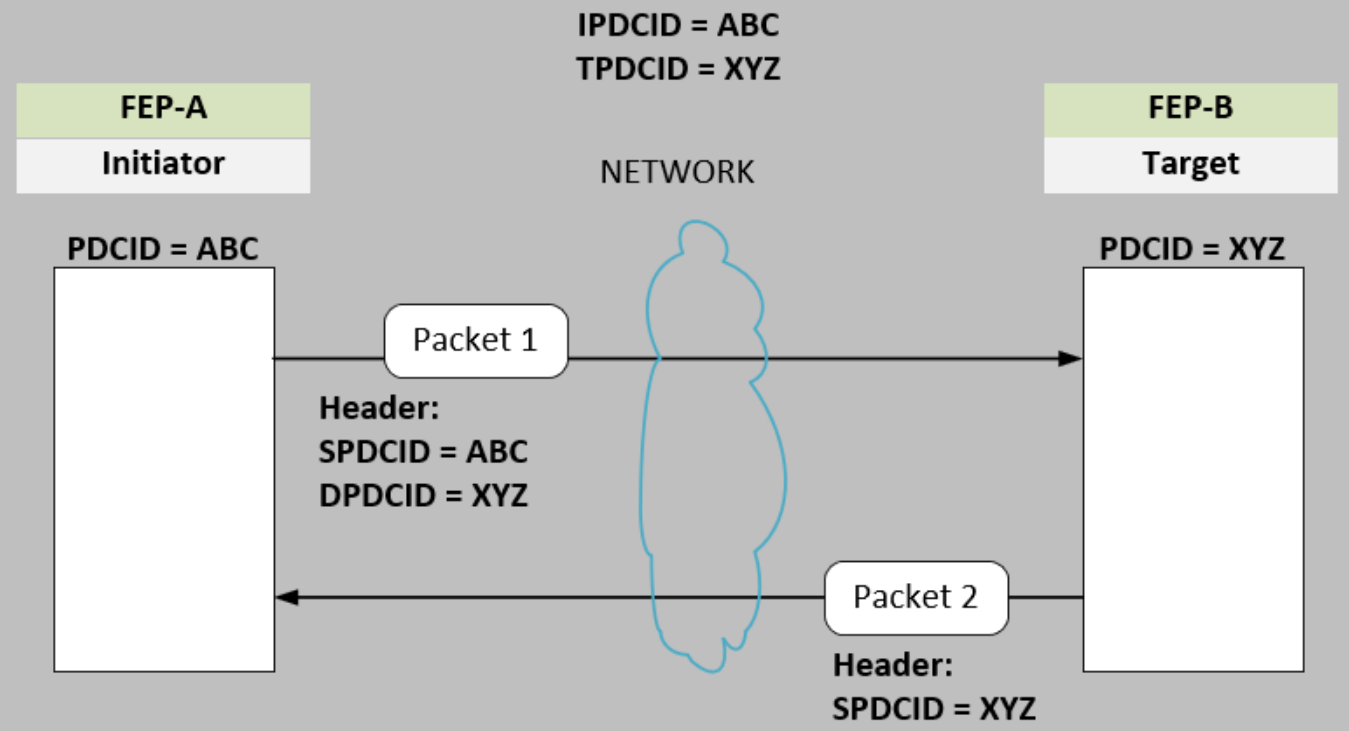 IPDCID = ABC
TPDCID = XYZ
FEP-A
Initiator
FEP-B
Target
NETWORK
PDCID = ABC
PDCID = XYZ
Packet 1
Header:
SPDCID = ABC
DPDCID = XYZ
Packet 2
Header:
SPDCID = XYZ